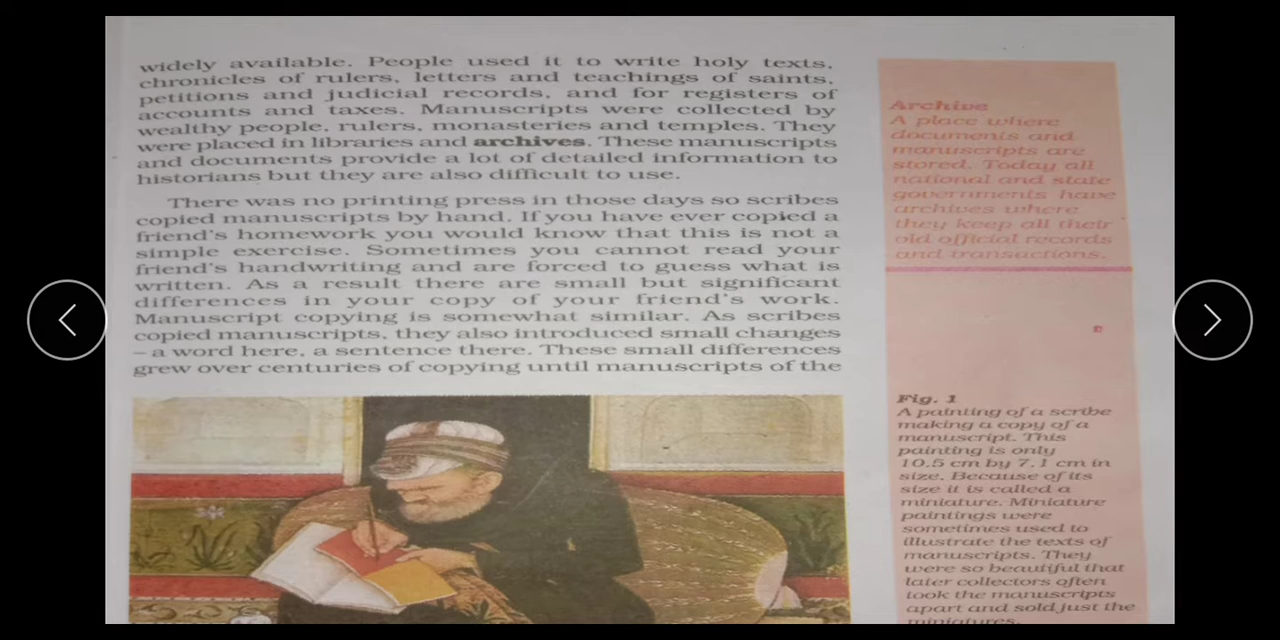 widely available. People used it to write holy texts,
chronicles of rulers, letters and teachings of saints,
petitions and judicial records, and for registers of
accounts and taxes. Manuscripts were collected by
wealthy people, rulers, monasteries and temples. They
were placed in libraries and archives. These manuscripts
and documents provide a lot of detailed information to
historians but they are also difficult to use.
There was no printing press in those days so scribes
copied manuscripts by hand. If you have ever copied a
friend's homework you would know that this is not a
simple exercise. Sometimes you cannot read your
friend's handwriting and are forced to guess what is
written. As a result there are small but significant
differences in your copy of your friend's work.
Manuscript copying is somewhat similar. As scribes
copied manuscripts, they also introduced small changes
– a word here, a sentence there. These small differences
grew over centuries of copying until manuscripts of the
Archive
A place where
documents and
manuscripts are
stored. Today all
national and state
governments have
archives where
they keep all their
old official records
and transactions.
Fig. 1
A painting of a scribe
making a copy of a
manuscript. This
painting is only
10.5 cm by 7.1 cm in
size. Because of its
size it is called a
miniature. Miniature
paintings were
sometimes used to
illustrate the texts of
manuscripts. They
were so beautiful that
later collectors often
took the manuscripts
apart and sold just the
miniatures.